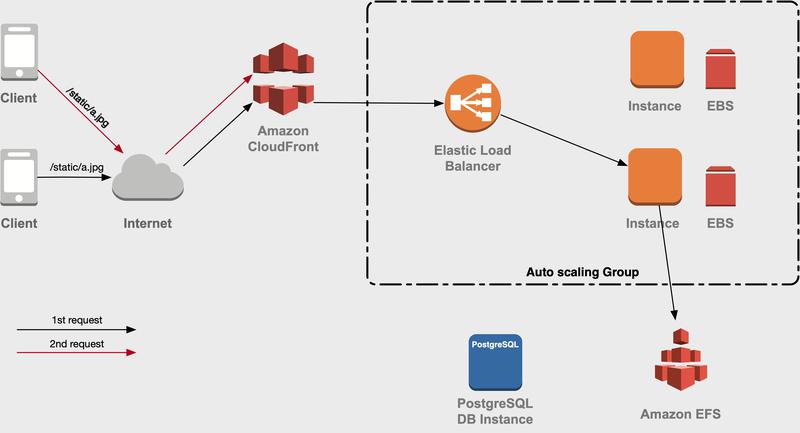 Client
/static/a.jpg
Amazon
CloudFront
Elastic Load
Balancer
Instance
EBS
/static/a.jpg
Client
Internet
Instance
EBS
Auto scaling Group
1st request
2nd request
PostgreSQL
PostgreSQL
DB Instance
Amazon EFS